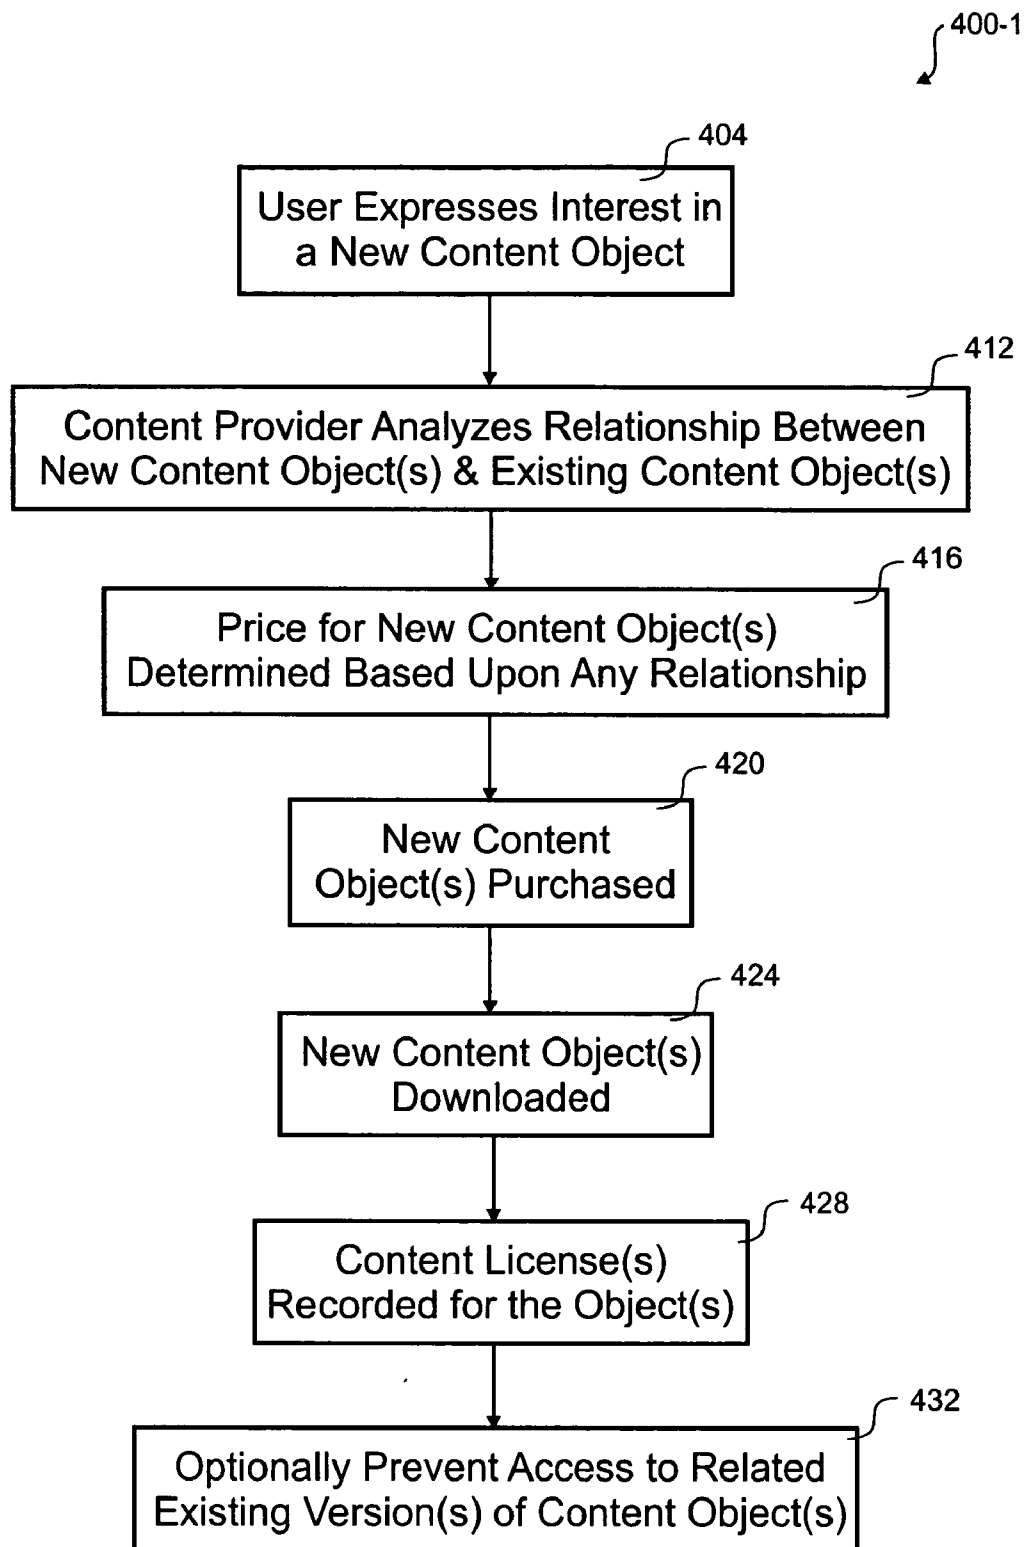 400-1
404
User Expresses Interest in
a New Content Object
412
Content Provider Analyzes Relationship Between
New Content Object(s) & Existing Content Object(s)
416
Price for New Content Object(s)
Determined Based Upon Any Relationship
420
New Content
Object(s) Purchased
424
New Content Object(s)
Downloaded
428
Content License(s)
Recorded for the Object(s)
432
Optionally Prevent Access to Related
Existing Version(s) of Content Object(s)